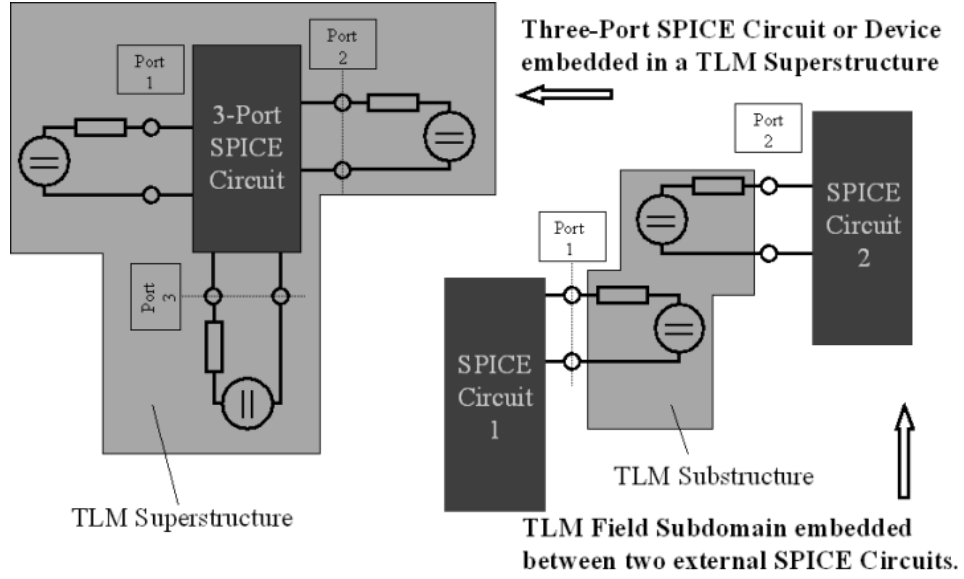 Port
1
Port
2
3-Port
SPICE
Circuit
Port
3
TLM Superstructure
Three-Port SPICE Circuit or Device
embedded in a TLM Superstructure
Port
1
Port
2
SPICE
Circuit
1
SPICE
Circuit
2
TLM Substructure
TLM Field Subdomain embedded
between two external SPICE Circuits.